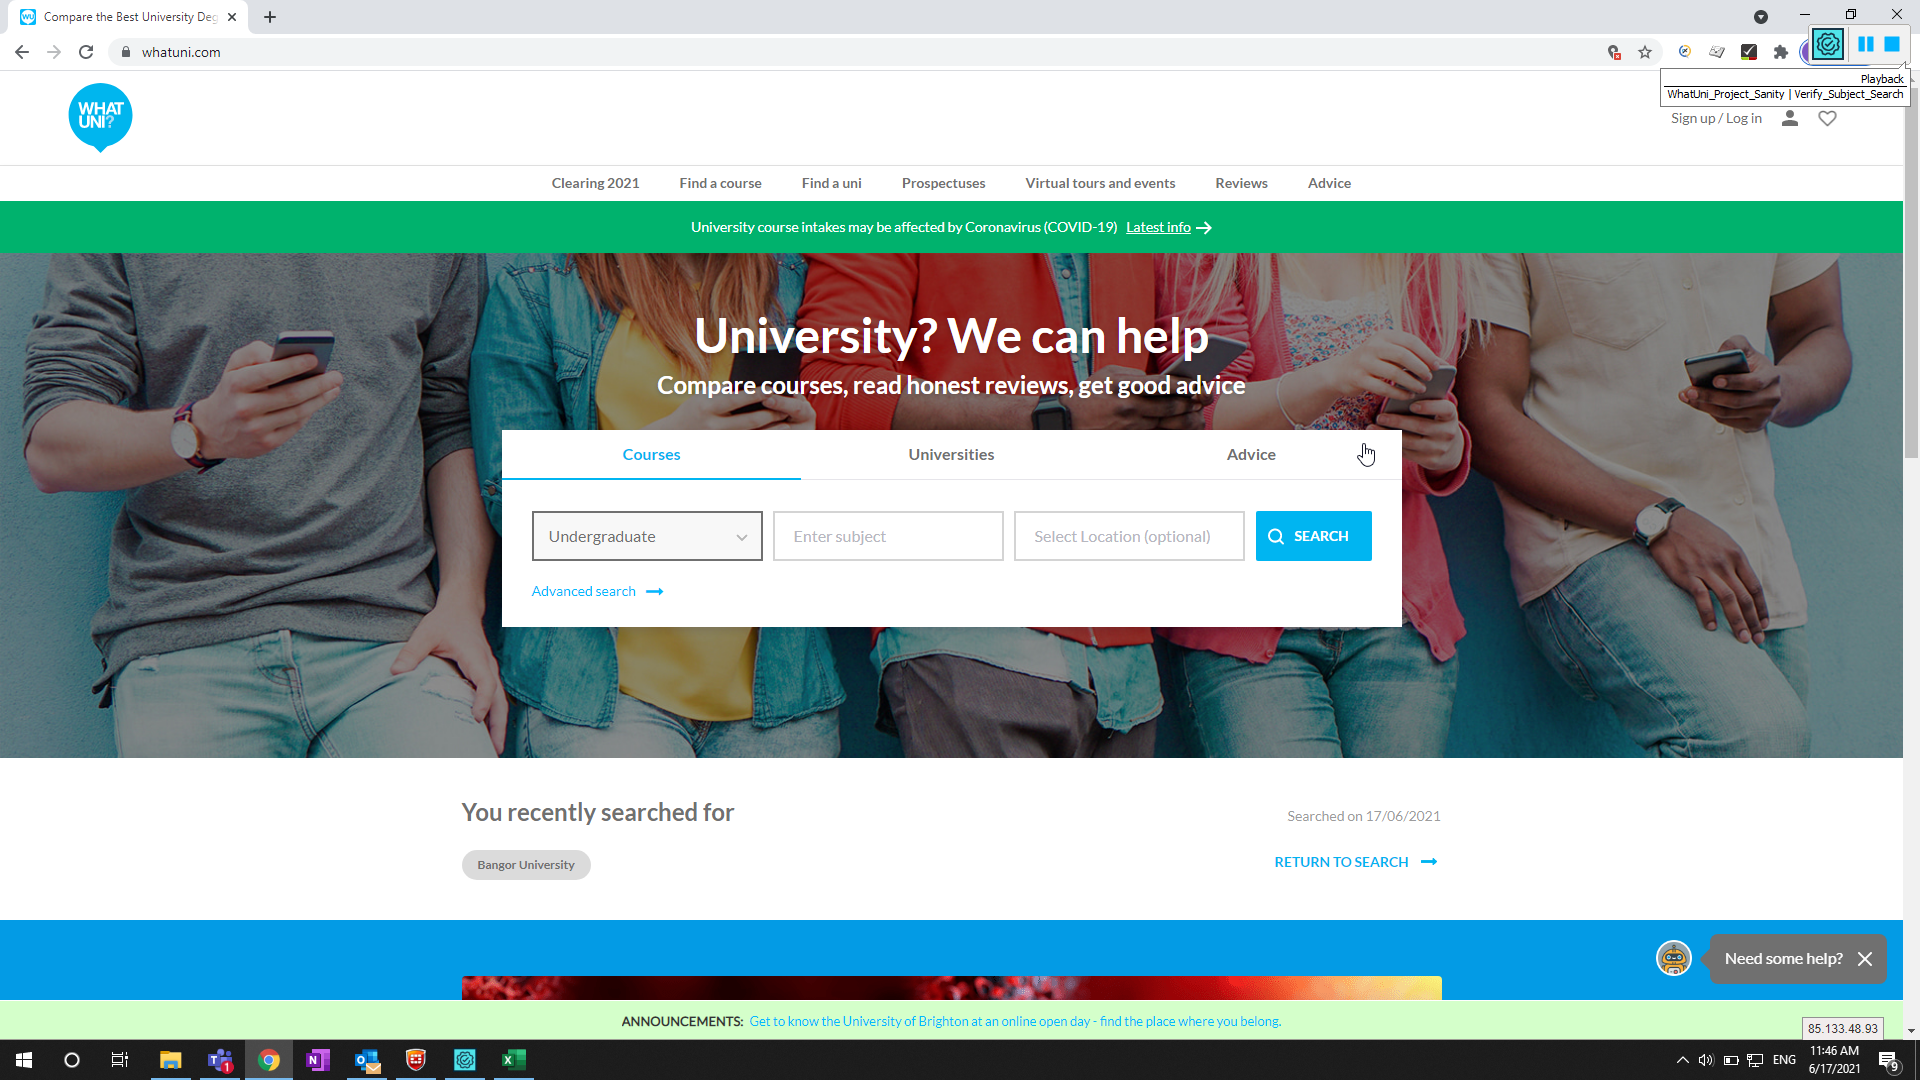 Compare the Best University Deg
whatuni.com
Playback
WhatUni_Project_Sanity | Verify_Subject_Search
WHAT
UNI?
Sign up / Log in
Clearing 2021
Find a course
Find a uni
Prospectuses
Virtual tours and events
Reviews
Advice
University course intakes may be affected by Coronavirus (COVID-19) Latest info
University? We can help
Compare courses, read honest reviews, get good advice
Courses
Universities
Advice
Undergraduate
Enter subject
Select Location (optional)
SEARCH
Advanced search
You recently searched for
Searched on 17/06/2021
Bangor University
RETURN TO SEARCH
Need some help?
ANNOUNCEMENTS: Get to know the University of Brighton at an online open day - find the place where you belong.
85.133.48.93
ENG
11:46 AM
6/17/2021
9
1